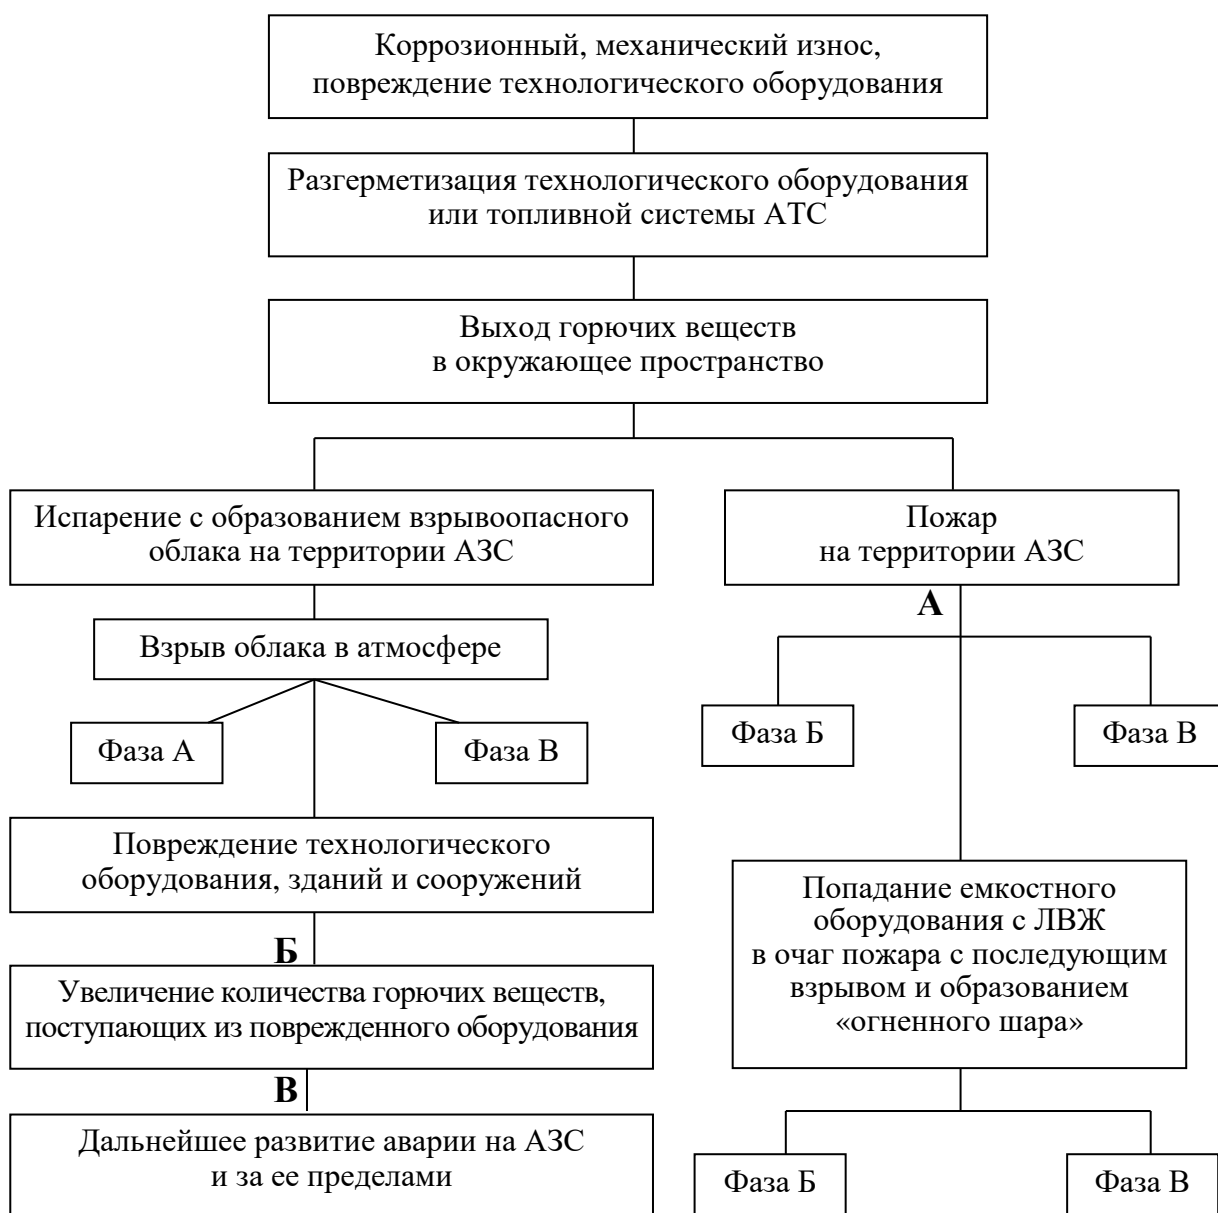 Коррозионный, механический износ,
повреждение технологического оборудования
Разгерметизация технологического оборудования
или топливной системы АТС
Выход горючих веществ
в окружающее пространство
Испарение с образованием взрывоопасного
облака на территории АЗС
Пожар
на территории АЗС
А
Взрыв облака в атмосфере
Фаза А
Фаза В
Фаза Б
Фаза В
Повреждение технологического
оборудования, зданий и сооружений
Б
Увеличение количества горючих веществ,
поступающих из поврежденного оборудования
В
Дальнейшее развитие аварии на АЗС
и за ее пределами
Попадание емкостного
оборудования с ЛВЖ
в очаг пожара с последующим
взрывом и образованием
«огненного шара»
Фаза Б
Фаза В